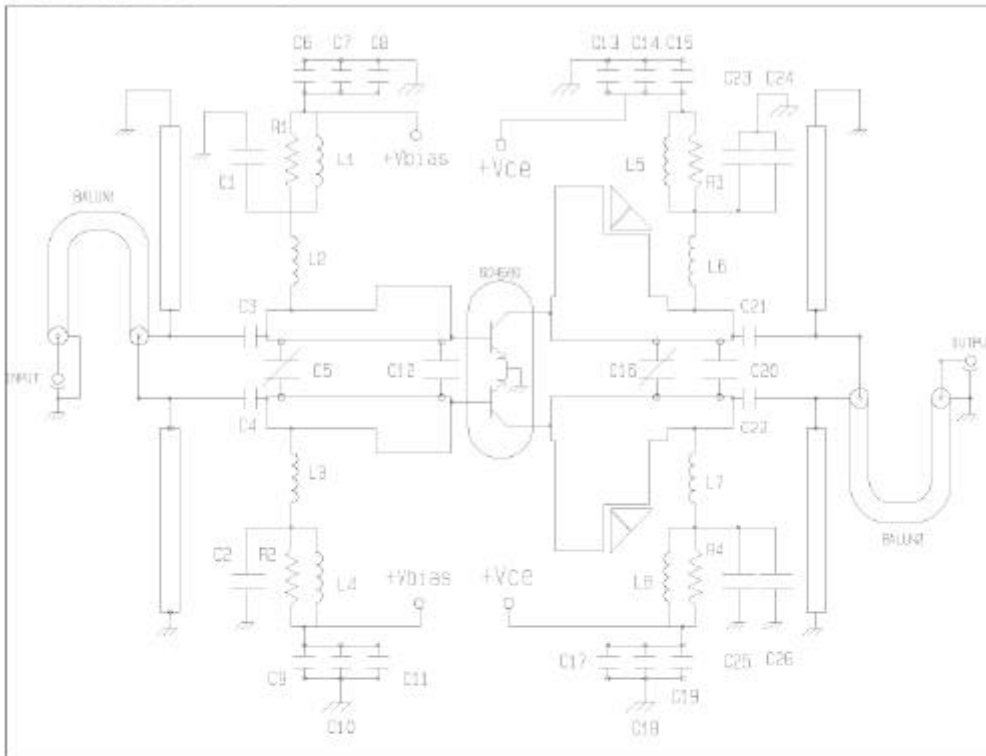 C6 C7 C8
C13 C14 C15
C23 C24
R1
L1
+Vbias
+Vce
L5
R3
C1
BALUN1
L2
L6
C3
C21
INPUT
C5
C12
C16
C20
OUTPUT
C4
C22
L3
L7
BALUN2
C2
R2
L4
+Vbias
+Vce
R4
C9
C11
C17
C25 C26
C10
C19
C18